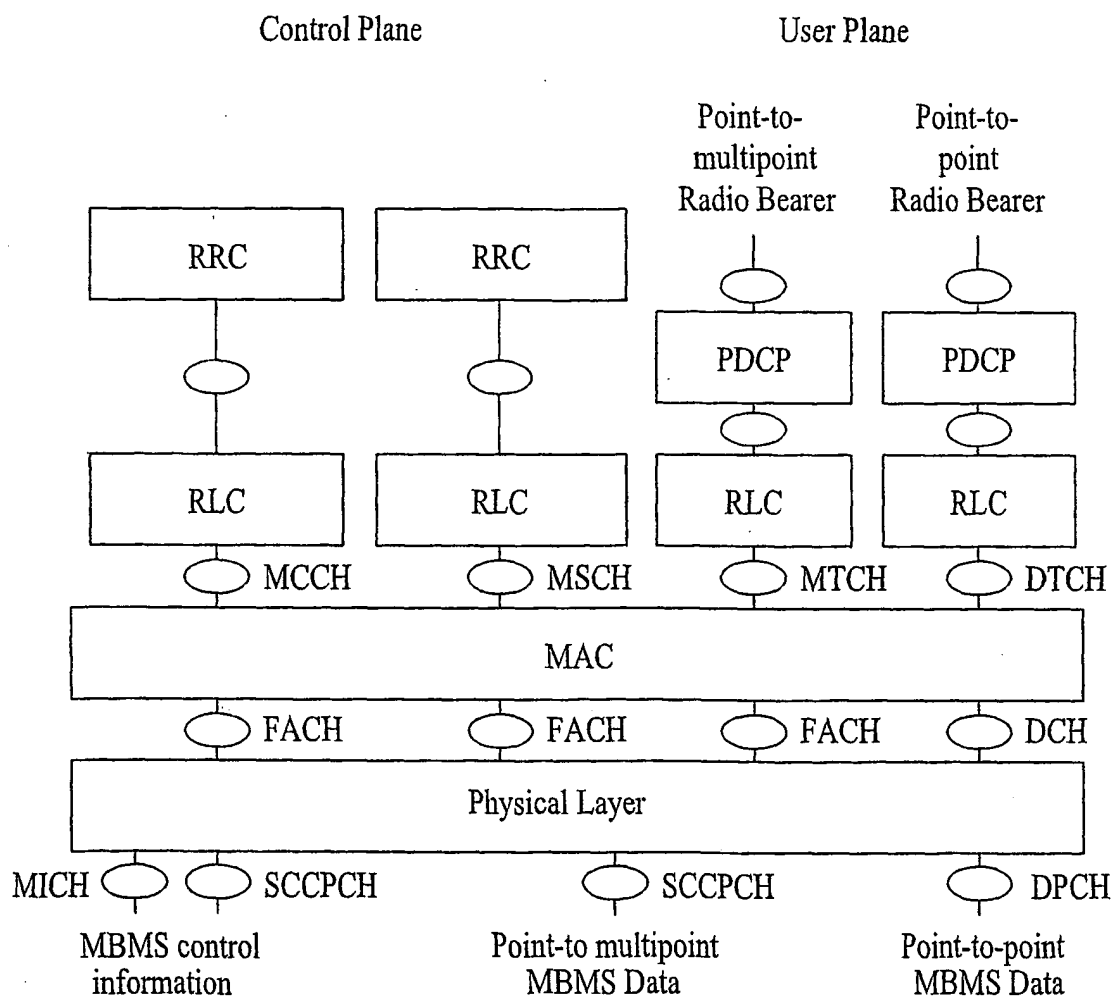 Control Plane
User Plane
Point-to-
multipoint
Radio Bearer
Point-to-
point
Radio Bearer
RRC
RRC
PDCP
PDCP
RLC
RLC
RLC
RLC
MCCH
MSCH
MTCH
DTCH
MAC
FACH
FACH
FACH
DCH
Physical Layer
MICH
SCCPCH
SCCPCH
DPCH
MBMS control
information
Point-to multipoint
MBMS Data
Point-to-point
MBMS Data